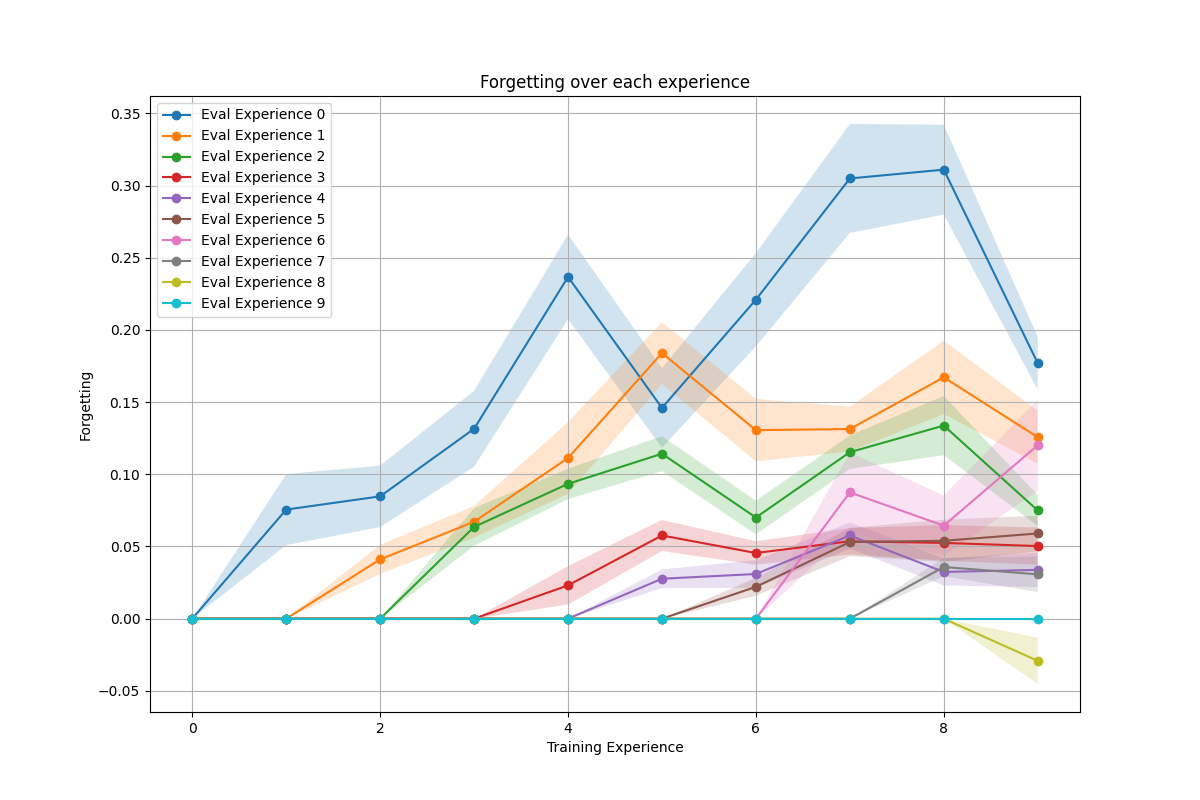 Forgetting over each experience
0.35
0.30
0.25
0.20
0.15
0.10
0.05
0.00
−0.05
Forgetting
Eval Experience 0
Eval Experience 1
Eval Experience 2
Eval Experience 3
Eval Experience 4
Eval Experience 5
Eval Experience 6
Eval Experience 7
Eval Experience 8
Eval Experience 9
0 2 4 6 8
Training Experience